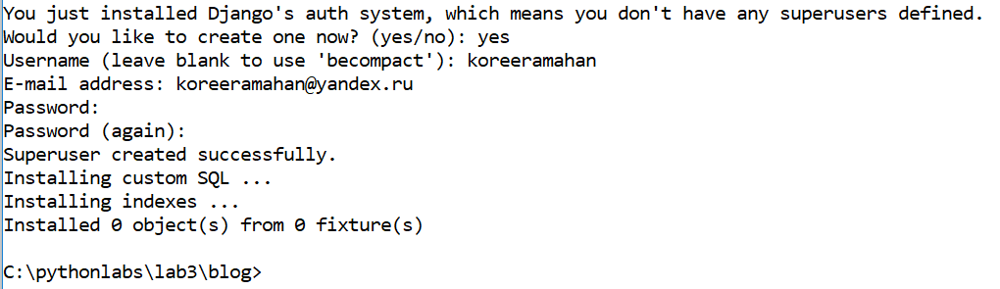 You just installed Django's auth system, which means you don't have any superusers defined.
Would you like to create one now? (yes/no): yes
Username (leave blank to use 'becompact'): koreeramahan
E-mail address: koreeramahan@yandex.ru
Password:
Password (again):
Superuser created successfully.
Installing custom SQL ...
Installing indexes ...
Installed 0 object(s) from 0 fixture(s)
C:\pythonlabs\lab3\blog>